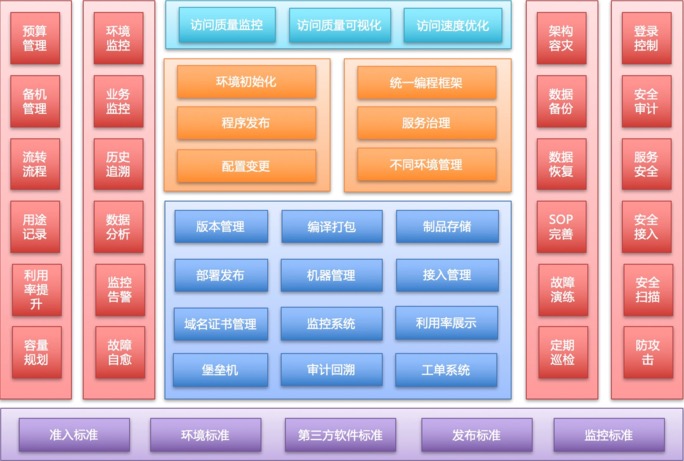 预算
管理
备机
管理
流转
流程
用途
记录
利用
率提
升
容量
规划
环境
监控
业务
监控
历史
追溯
数据
分析
监控
告警
故障
自愈
访问质量监控
访问质量可视化
访问速度优化
环境初始化
程序发布
配置变更
统一编程框架
服务治理
不同环境管理
版本管理
编译打包
制品存储
部署发布
机器管理
接入管理
域名证书管理
监控系统
利用率展示
堡垒机
审计回溯
工单系统
架构
容灾
数据
备份
数据
恢复
SOP
完善
故障
演练
定期
巡检
登录
控制
安全
审计
服务
安全
安全
接入
安全
扫描
防攻
击
准入标准
环境标准
第三方软件标准
发布标准
监控标准